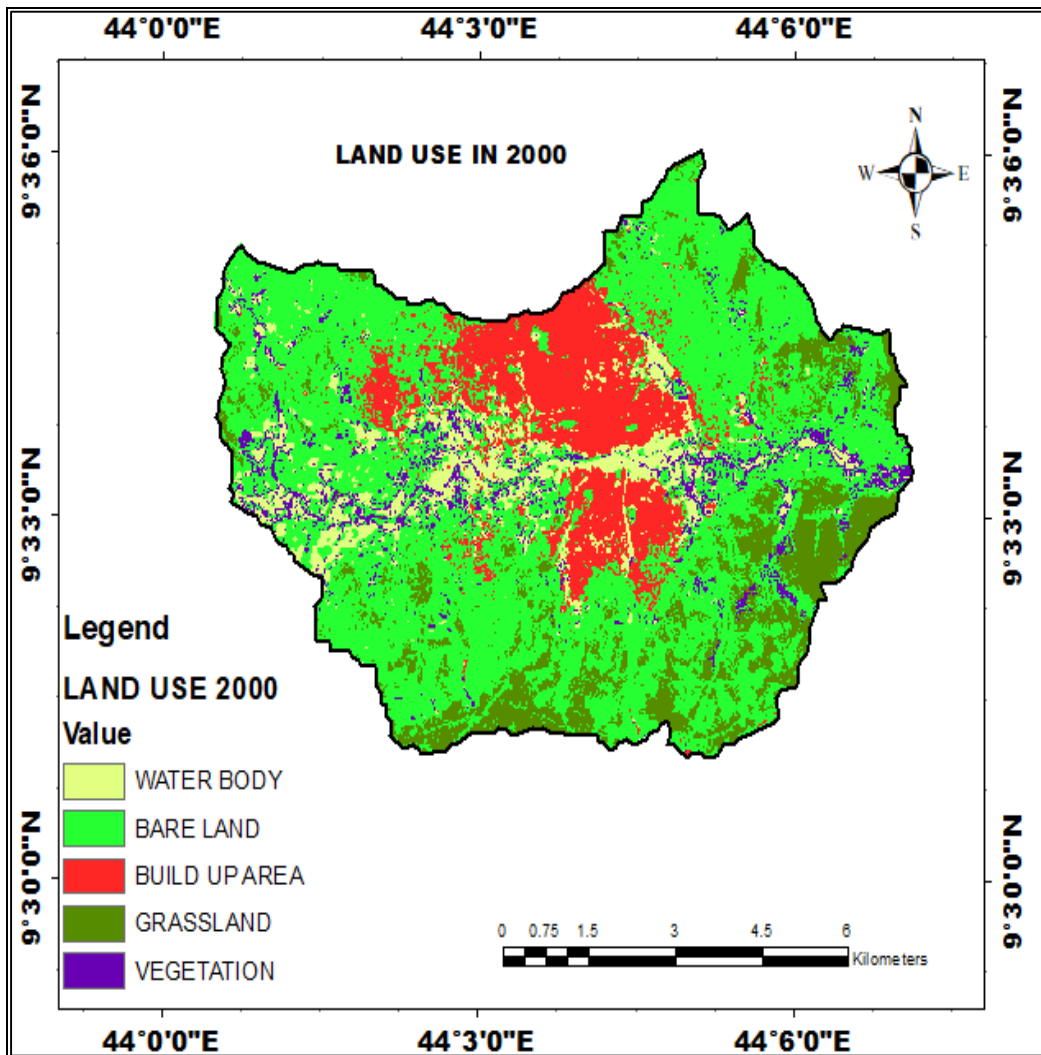 44°0'0"E 44°3'0"E 44°6'0"E
9°36'0"N 9°36'0"N
LAND USE IN 2000
N
W E
S
9°33'0"N 9°33'0"N
Legend
LAND USE 2000
Value
WATER BODY
BARE LAND
BUILD UP AREA
GRASSLAND
VEGETATION
9°30'0"N 9°30'0"N
0 0.75 1.5 3 4.5 6
Kilometers
44°0'0"E 44°3'0"E 44°6'0"E